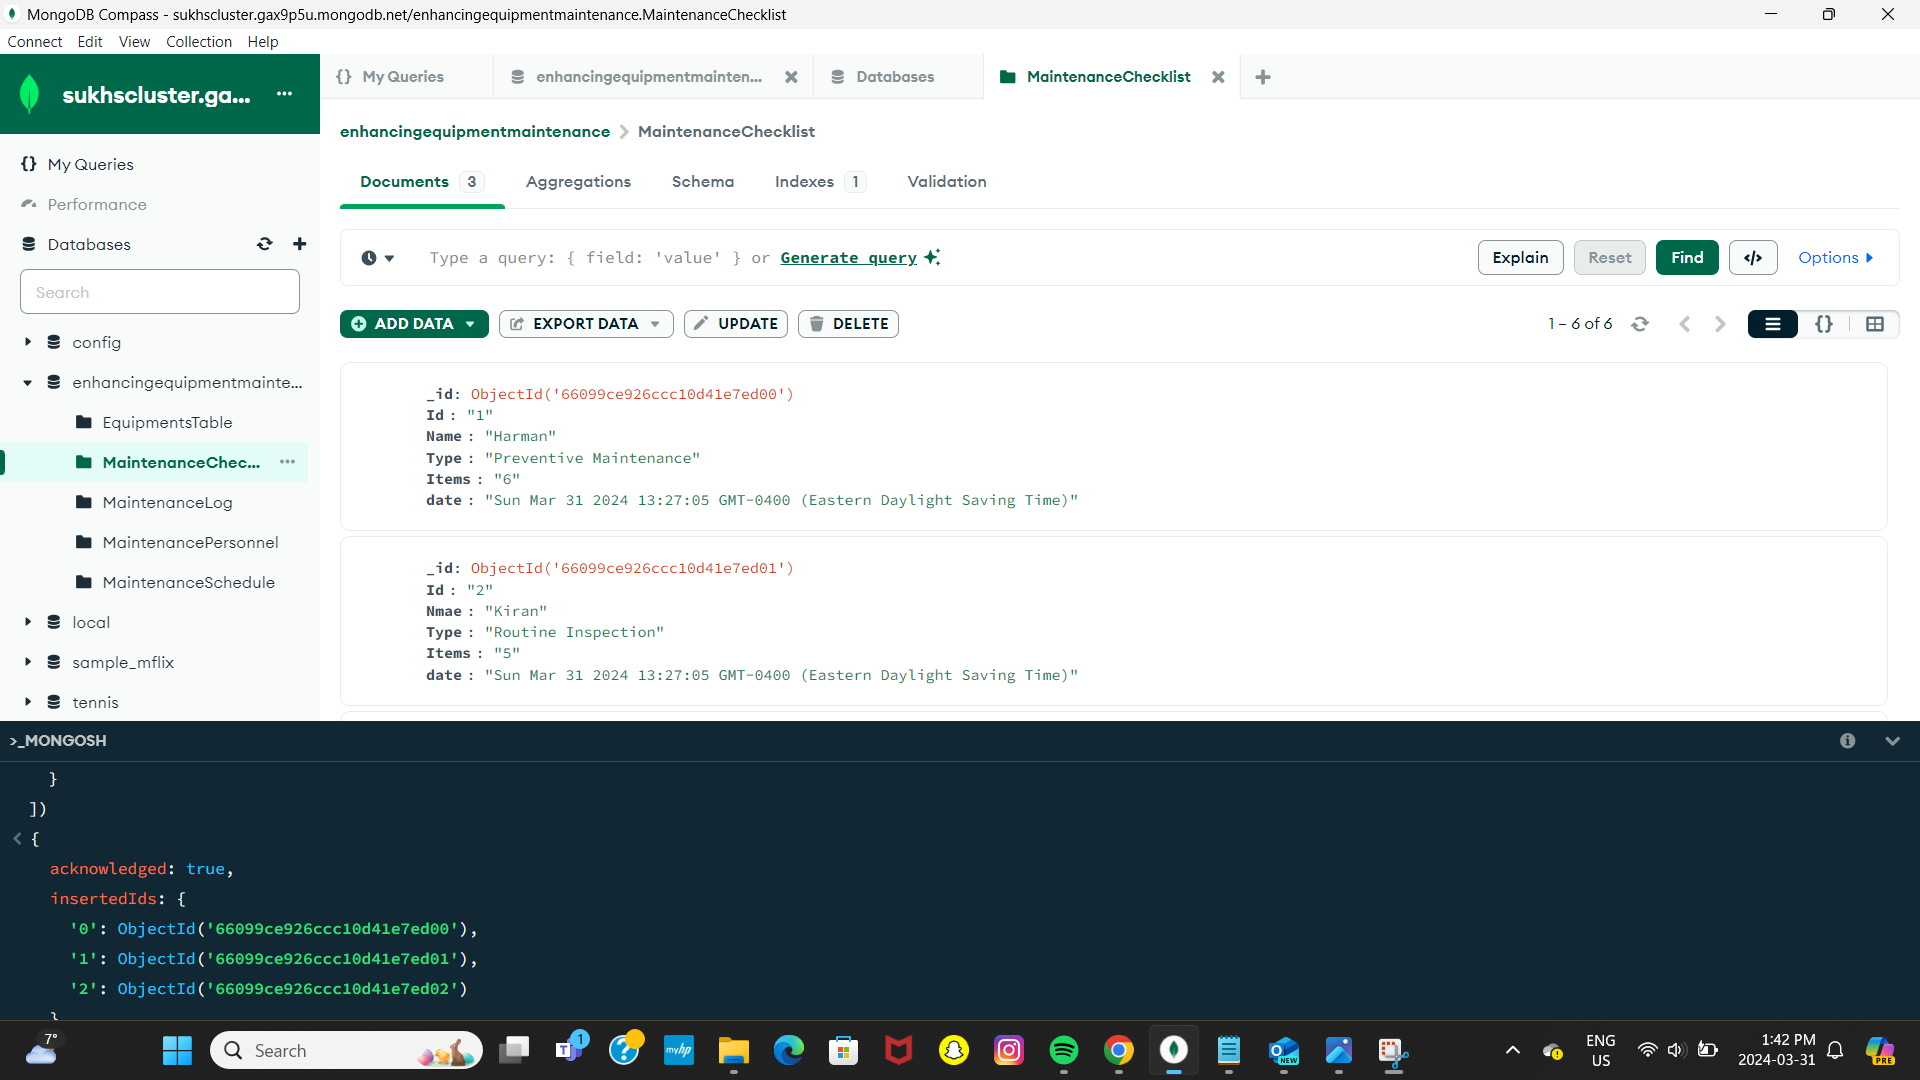 MongoDB Compass - sukhscluster.gax9p5u.mongodb.net/enhancingequipmentmaintenance.MaintenanceChecklist
Connect Edit View Collection Help
sukhscluster.ga... ...
{} My Queries
enhancingequipmentmainten...
Databases
MaintenanceChecklist
enhancingequipmentmaintenance > MaintenanceChecklist
{} My Queries
Performance
Databases
Search
config
enhancingequipmentmainte...
EquipmentsTable
MaintenanceChec... ...
MaintenanceLog
MaintenancePersonnel
MaintenanceSchedule
local
sample_mflix
tennis
Documents 3 Aggregations Schema Indexes 1 Validation
Type a query: { field: 'value' } or Generate query
Explain Reset Find </> Options
ADD DATA EXPORT DATA UPDATE DELETE
1 – 6 of 6
{}
_id: ObjectId('66099ce926ccc10d41e7ed00')
Id : "1"
Name : "Harman"
Type : "Preventive Maintenance"
Items : "6"
date : "Sun Mar 31 2024 13:27:05 GMT-0400 (Eastern Daylight Saving Time)"
_id: ObjectId('66099ce926ccc10d41e7ed01')
Id : "2"
Nmae : "Kiran"
Type : "Routine Inspection"
Items : "5"
date : "Sun Mar 31 2024 13:27:05 GMT-0400 (Eastern Daylight Saving Time)"
>_MONGOSH
}
])
< {
acknowledged: true,
insertedIds: {
'0': ObjectId('66099ce926ccc10d41e7ed00'),
'1': ObjectId('66099ce926ccc10d41e7ed01'),
'2': ObjectId('66099ce926ccc10d41e7ed02')
}
7°
Search
1
myhp
NEW
ENG
US
1:42 PM
2024-03-31
PRE